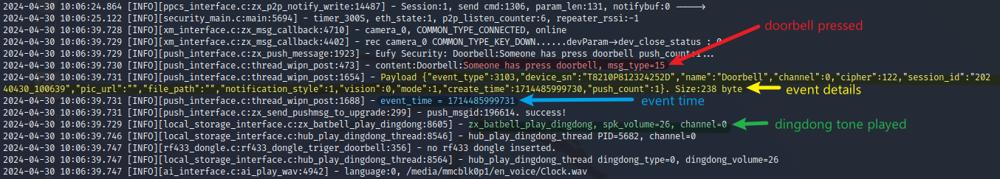 2024-04-30 10:06:24.864 [INFO][ppcs_interface.c:zx_p2p_notify_write:14487] - Session:1, send cmd:1306, param_len:131, notifybuf:0 ----->
2024-04-30 10:06:25.122 [INFO][security_main.c:main:5694] - timer_300S, eth_state:1, p2p_listen_counter:6, repeater_rssi:-1
2024-04-30 10:06:39.728 [INFO][xm_interface.c:zx_msg_callback:4710] - camera_0, COMMON_TYPE_CONNECTED, online
doorbell pressed
2024-04-30 10:06:39.729 [INFO][xm_interface.c:zx_msg_callback:4402] - rec camera_0 COMMON_TYPE_KEY_DOWN......devParam->dev_close_status : 0
2024-04-30 10:06:39.729 [INFO][push_interface.c:zx_push_message:1923] - Eufy Security: Doorbell:Someone has press doorbell push_count:1...
2024-04-30 10:06:39.730 [INFO][push_interface.c:thread_wipn_post:473] - content:Doorbell:Someone has press doorbell, msg_type=15
2024-04-30 10:06:39.731 [INFO][push_interface.c:thread_wipn_post:1654] - Payload {"event_type":3103,"device_sn":"T8210P812324252D","name":"Doorbell","channel":0,"cipher":122,"session_id":"202
40430_100639","pic_url":"","file_path":"","notification_style":1,"vision":0,"mode":1,"create_time":1714485999730,"push_count":1}. Size:238 byte
event details
2024-04-30 10:06:39.731 [INFO][push_interface.c:thread_wipn_post:1688] - event_time = 1714485999731
event time
2024-04-30 10:06:39.731 [INFO][p_interface.c:zx_send_pushmsg_to_upgrade:299] - push_msgid:196614. success!
2024-04-30 10:06:39.729 [INFO][local_storage_interface.c:zx_batbell_play_dingdong:8605] - zx_batbell_play_dingdong, spk_volume=26, channel=0
dingdong tone played
2024-04-30 10:06:39.746 [INFO][local_storage_interface.c:hub_play_dingdong_thread:8546] - hub_play_dingdong_thread PID=5682, channel=0
2024-04-30 10:06:39.747 [INFO][rf433_dongle.c:rf433_dongle_triger_doorbell:356] - no rf433 dongle inserted.
2024-04-30 10:06:39.747 [INFO][local_storage_interface.c:hub_play_dingdong_thread:8564] - hub_play_dingdong_thread dingdong_type=0, dingdong_volume=26
2024-04-30 10:06:39.747 [INFO][ai_interface.c:ai_play_wav:4942] - language:0, /media/mmcblk0p1/en_voice/Clock.wav